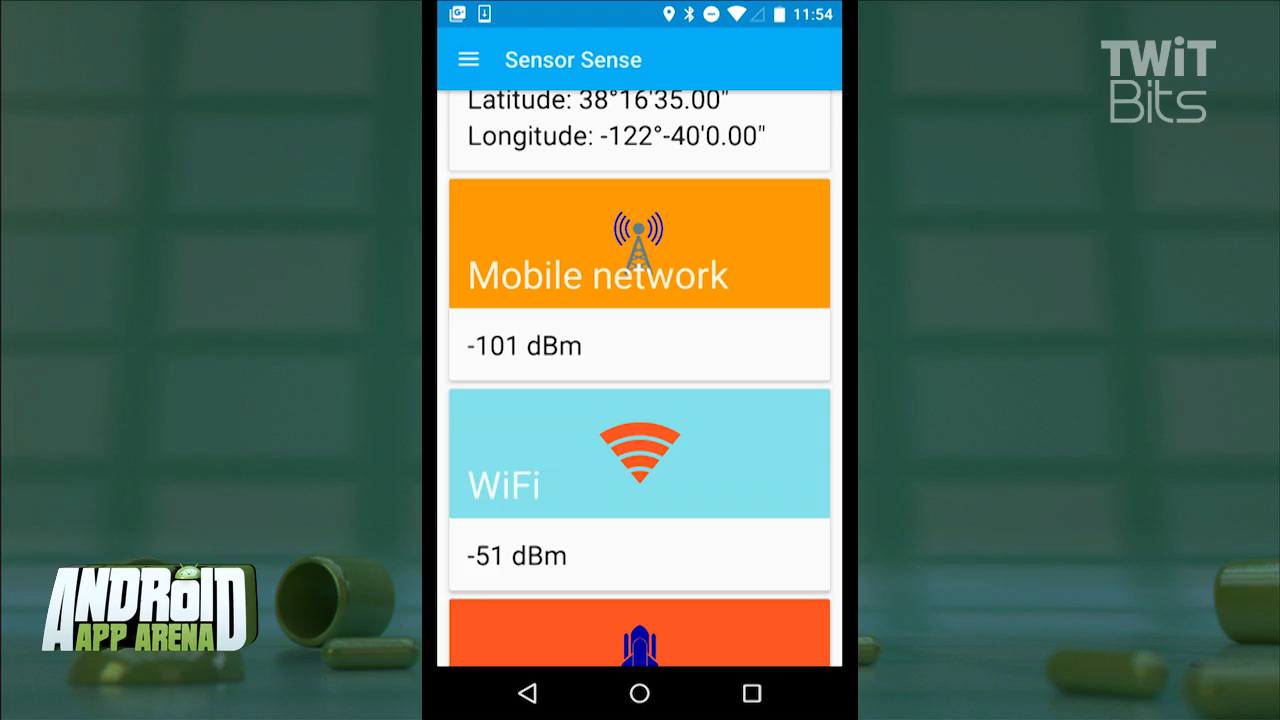 11:54
Sensor Sense
TWiT
Bits
Latitude: 38°16'35.00"
Longitude: -122°-40'0.00"
Mobile network
-101 dBm
WiFi
-51 dBm
ANDROID
APP ARENA